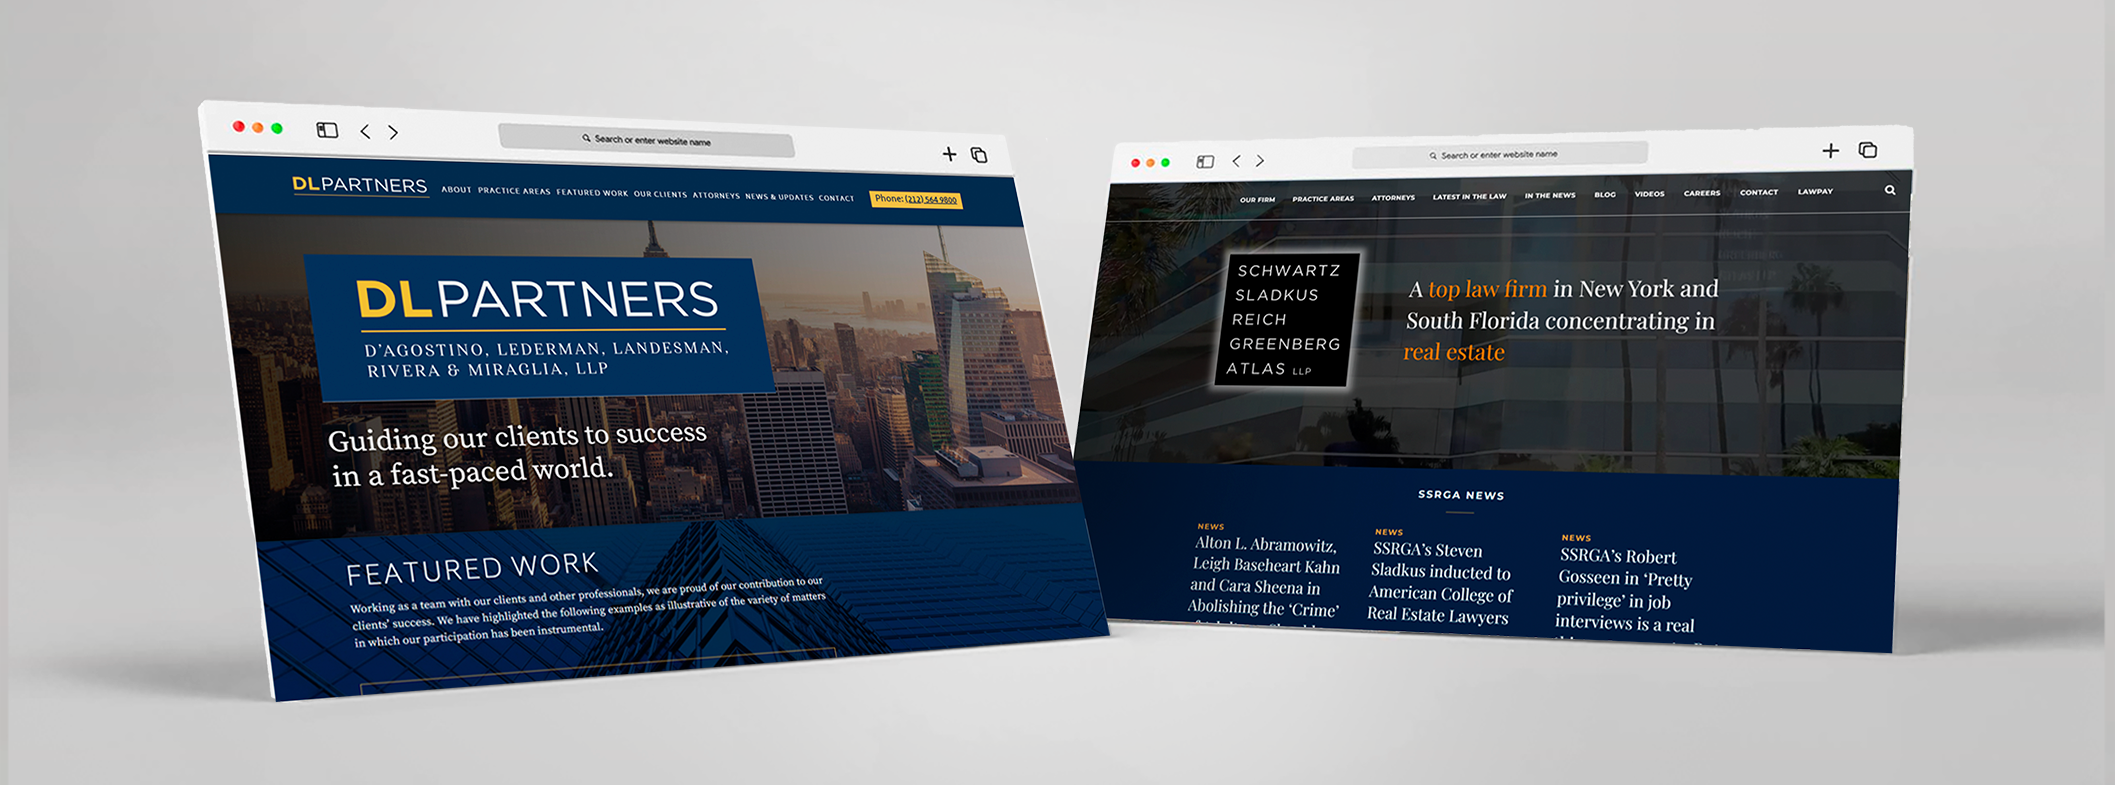 Search or enter website name
DLPARTNERS
ABOUT PRACTICE AREAS FEATURED WORK OUR CLIENTS ATTORNEYS NEWS & UPDATES CONTACT
Phone: (212) 564 9800
DLPARTNERS
D'AGOSTINO, LEDERMAN, LANDESMAN,
RIVERA & MIRAGLIA, LLP
Guiding our clients to success
in a fast-paced world.
FEATURED WORK
Working as a team with our clients and other professionals, we are proud of our contribution to our
clients' success. We have highlighted the following examples as illustrative of the variety of matters
in which our participation has been instrumental.
Search or enter website name
OUR FIRM PRACTICE AREAS ATTORNEYS LATEST IN THE LAW IN THE NEWS BLOG VIDEOS CAREERS CONTACT LAWPAY
SCHWARTZ
SLADKUS
REICH
GREENBERG
ATLAS LLP
A top law firm in New York and
South Florida concentrating in
real estate
SSRGA NEWS
NEWS
Alton L. Abramowitz,
Leigh Baseheart Kahn
and Cara Sheena in
Abolishing the 'Crime'
NEWS
SSRGA's Steven
Sladkus inducted to
American College of
Real Estate Lawyers
NEWS
SSRGA's Robert
Gosseen in 'Pretty
privilege' in job
interviews is a real